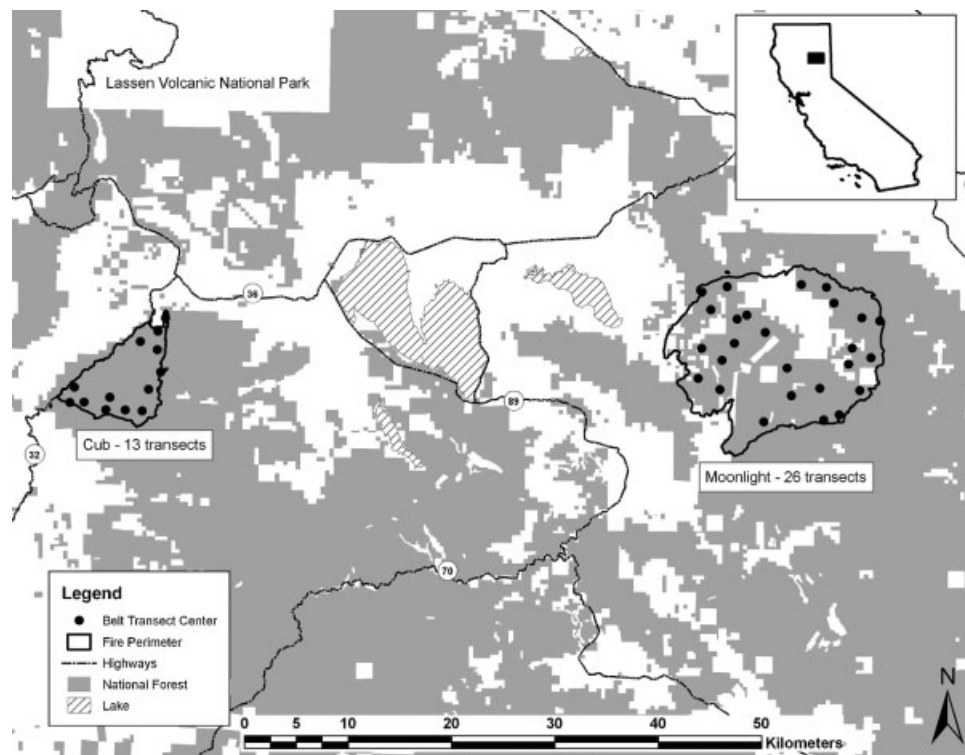 Lassen Volcanic National Park
36
89
32
70
Cub - 13 transects
Moonlight - 26 transects
Legend
Belt Transect Center
Fire Perimeter
Highways
National Forest
Lake
0 5 10 20 30 40 50
Kilometers
N